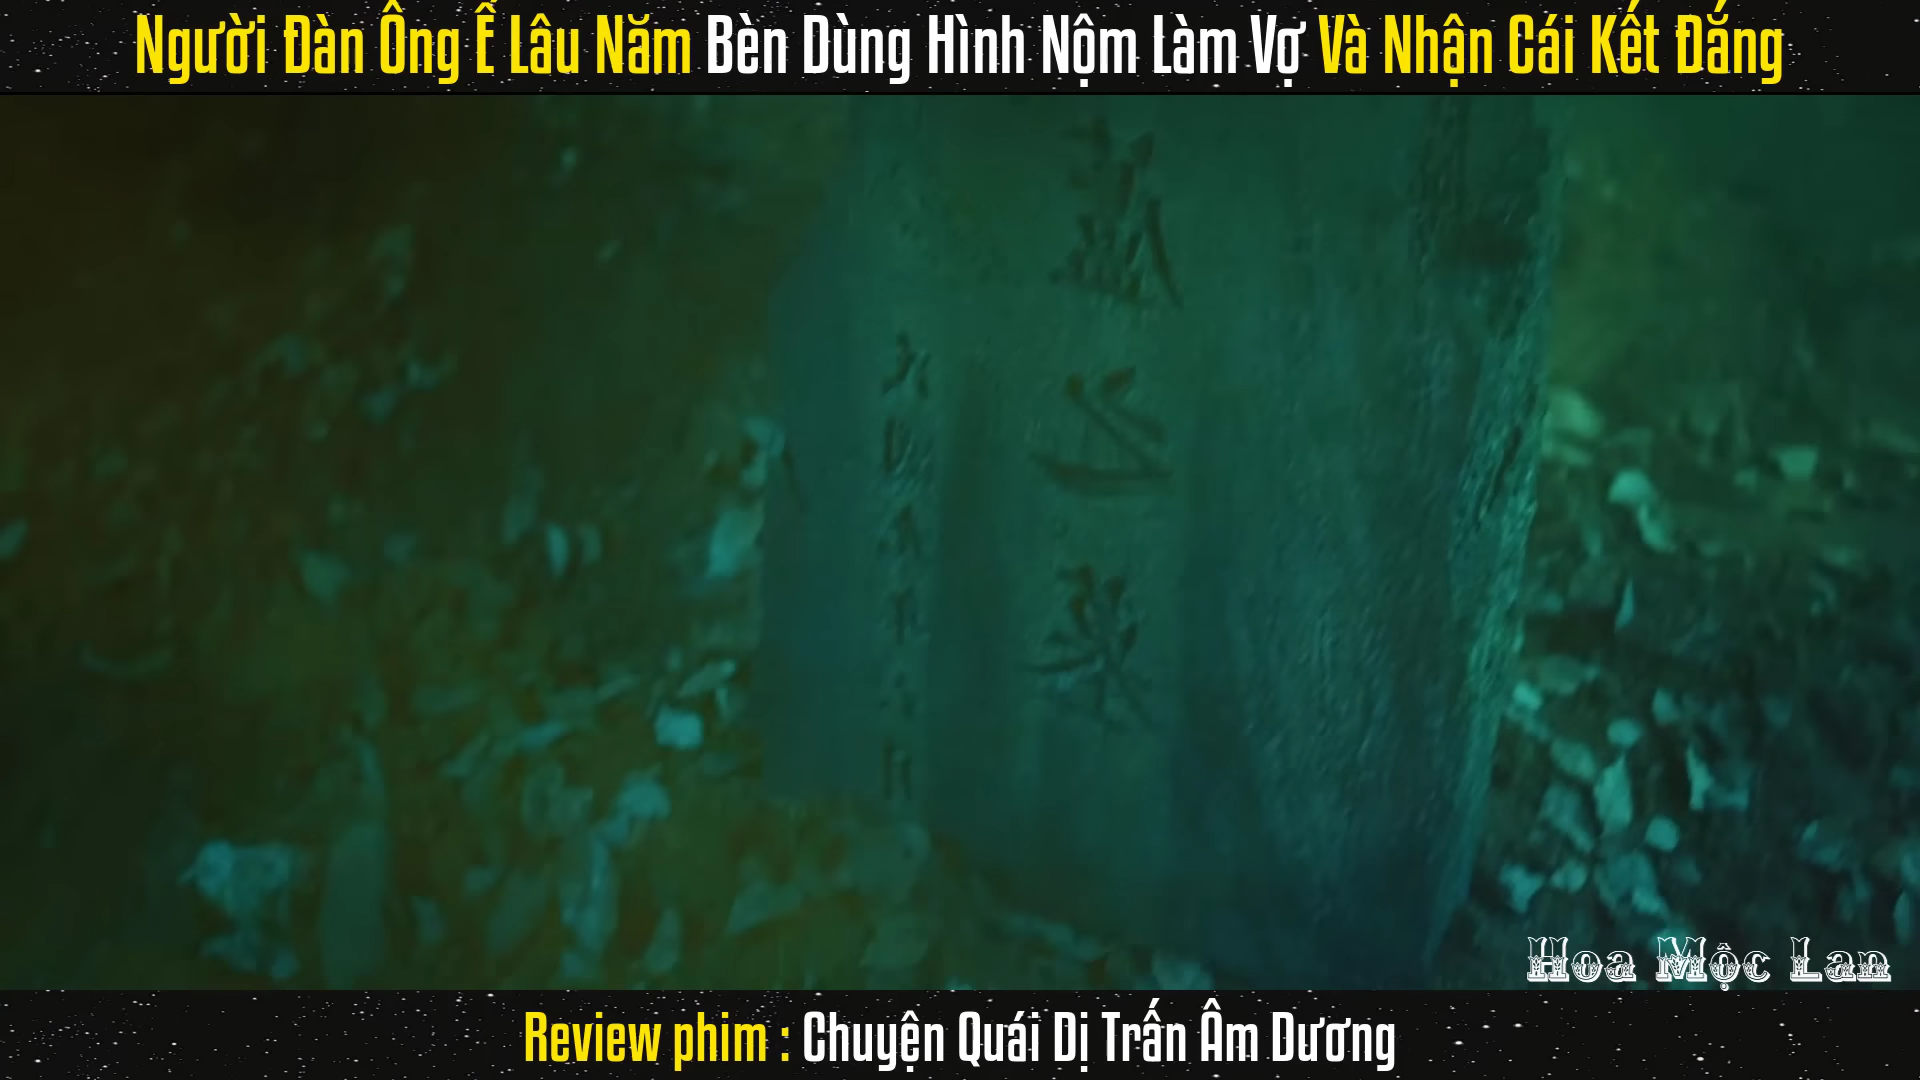 Người Đàn Ông Ế Lâu Năm Bèn Dùng Hình Nộm Làm Vợ Và Nhận Cái Kết Đắng
Hoa Mộc Lan
Review phim : Chuyện Quái Dị Trấn Âm Dương